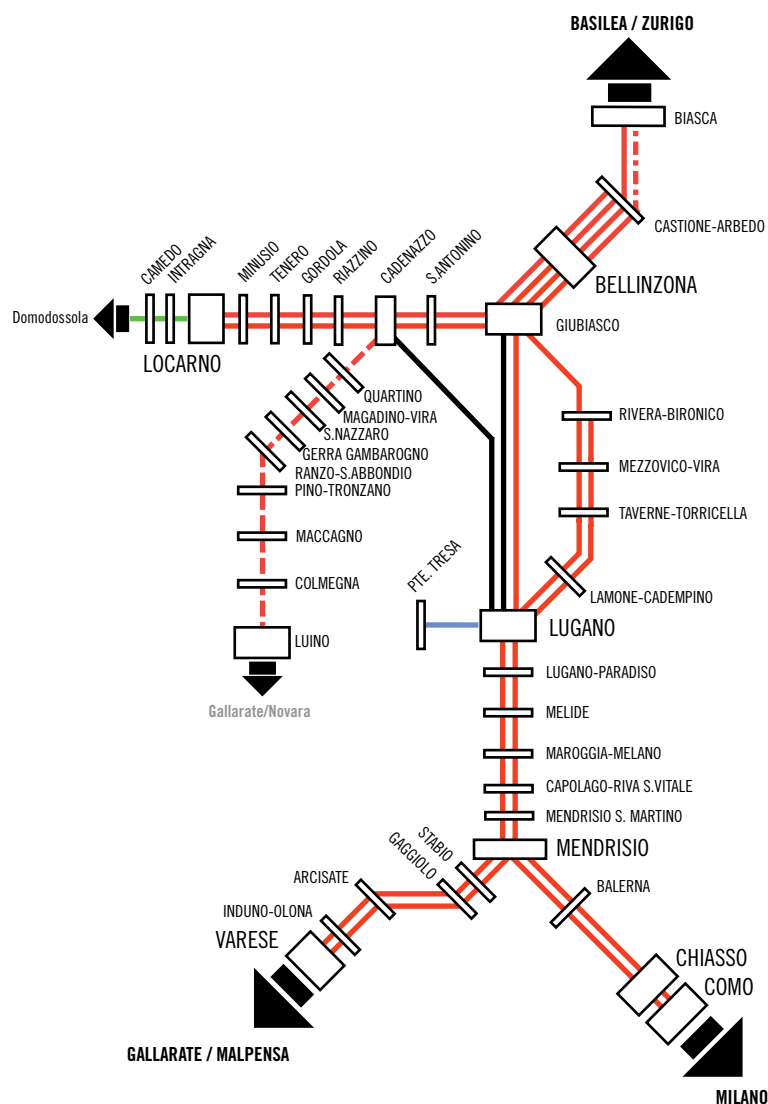 BASILEA / ZURIGO
BIASCA
CASTIONE-ARBEDO
BELLINZONA
CAMEDO
INTRAGNA
MINUSIO
TENERO
GORDOLA
RIAZZINO
CADENAZZO
S.ANTONINO
Domodossola
GIUBIASCO
LOCARNO
QUARTINO
MAGADINO-VIRA
S.NAZZARO
GERRA GAMBAROGNO
RANZO-S.ABBONDIO
PINO-TRONZANO
MACCAGNO
COLMEGNA
LUINO
Gallarate/Novara
RIVERA-BIRONICO
MEZZOVICO-VIRA
TAVERNE-TORRICELLA
LAMONE-CADEMPINO
PTE. TRESA
LUGANO
LUGANO-PARADISO
MELIDE
MAROGGIA-MELANO
CAPOLAGO-RIVA S.VITALE
MENDRISIO S. MARTINO
MENDRISIO
STABIO
GAGGIOLO
ARCISATE
INDUNO-OLONA
VARESE
BALERNA
CHIASSO
COMO
GALLARATE / MALPENSA
MILANO